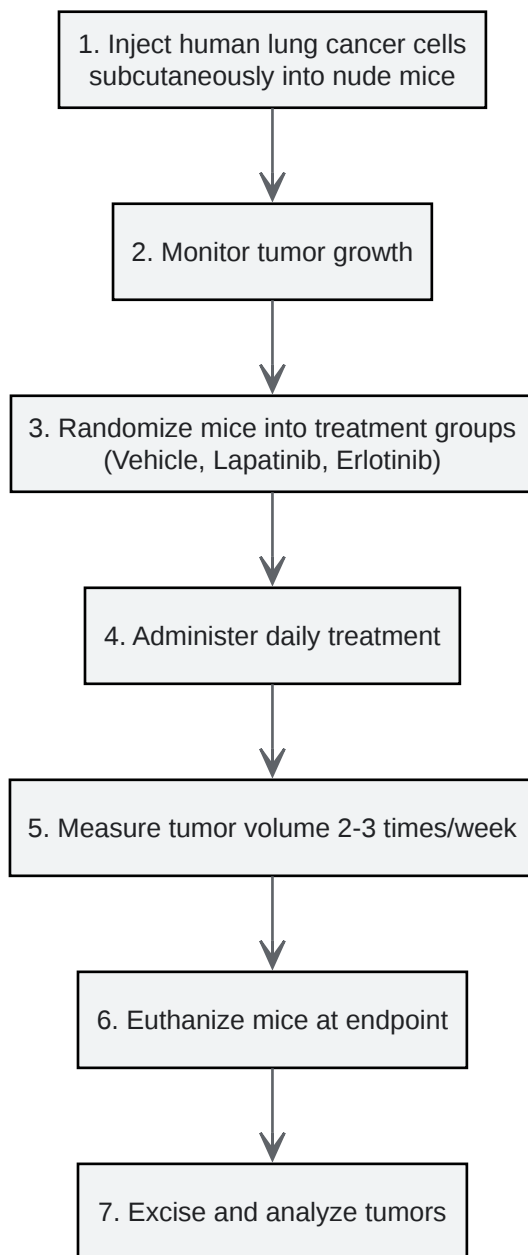 1. Inject human lung cancer cells
subcutaneously into nude mice
2. Monitor tumor growth
3. Randomize mice into treatment groups
(Vehicle, Lapatinib, Erlotinib)
4. Administer daily treatment
5. Measure tumor volume 2-3 times/week
6. Euthanize mice at endpoint
7. Excise and analyze tumors